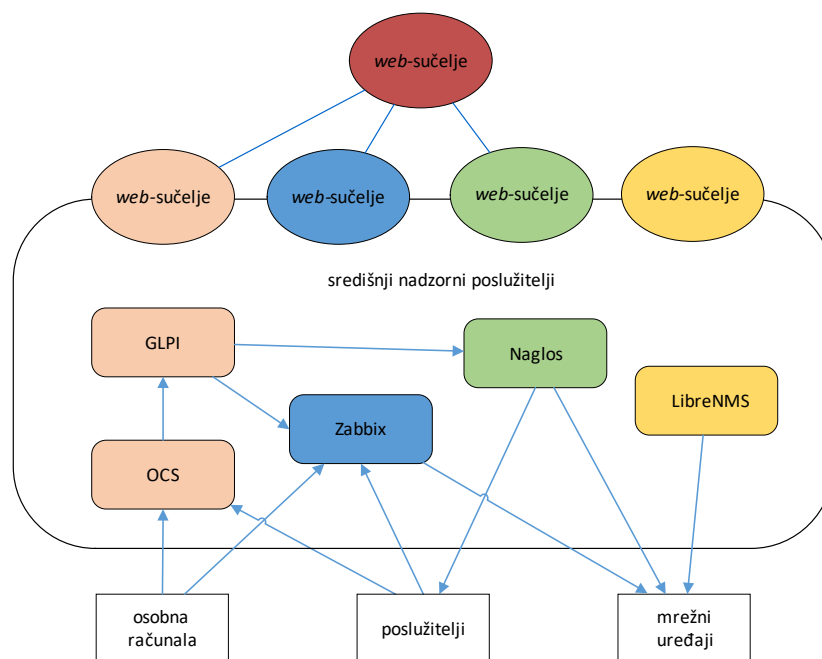 web-sučelje
web-sučelje
web-sučelje
web-sučelje
web-sučelje
središnji nadzorni poslužitelji
GLPI
Naglos
LibreNMS
Zabbix
OCS
osobna
računala
poslužitelji
mrežni
uređaji